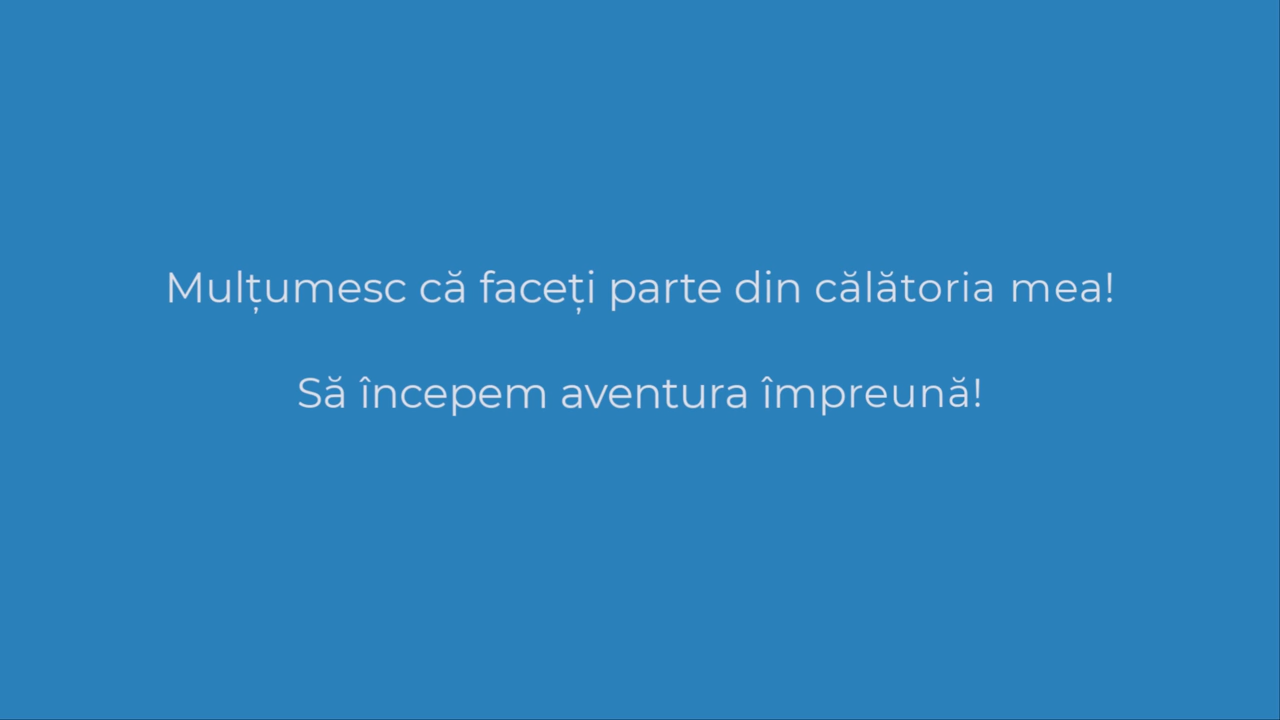 Mulțumesc că faceți parte din călătoria mea!
Să începem aventura împreună!